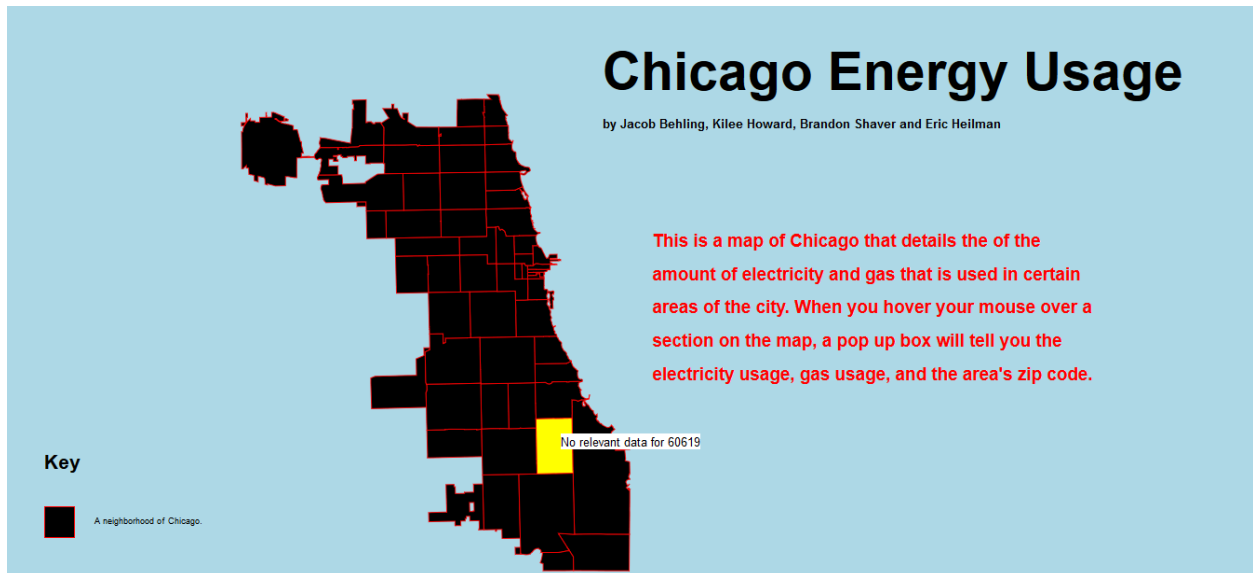 Chicago Energy Usage
by Jacob Behling, Kilee Howard, Brandon Shaver and Eric Heilman
This is a map of Chicago that details the of the
amount of electricity and gas that is used in certain
areas of the city. When you hover your mouse over a
section on the map, a pop up box will tell you the
electricity usage, gas usage, and the area's zip code.
No relevant data for 60619
Key
A neighborhood of Chicago.